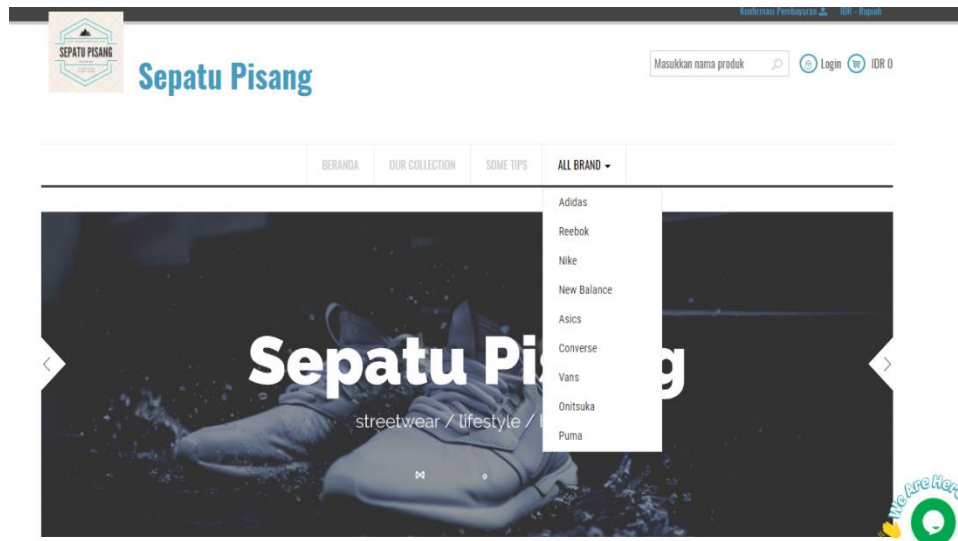 Konfirmasi Pembayaran IDR - Rupiah
SEPATU PISANG
Sepatu Pisang
Masukkan nama produk
Login
IDR 0
BERANDA
OUR COLLECTION
SOME TIPS
ALL BRAND
Adidas
Reebok
Nike
New Balance
Asics
Converse
Vans
Onitsuka
Puma
Sepatu Pi g
streetwear / lifestyle /
We Are Here